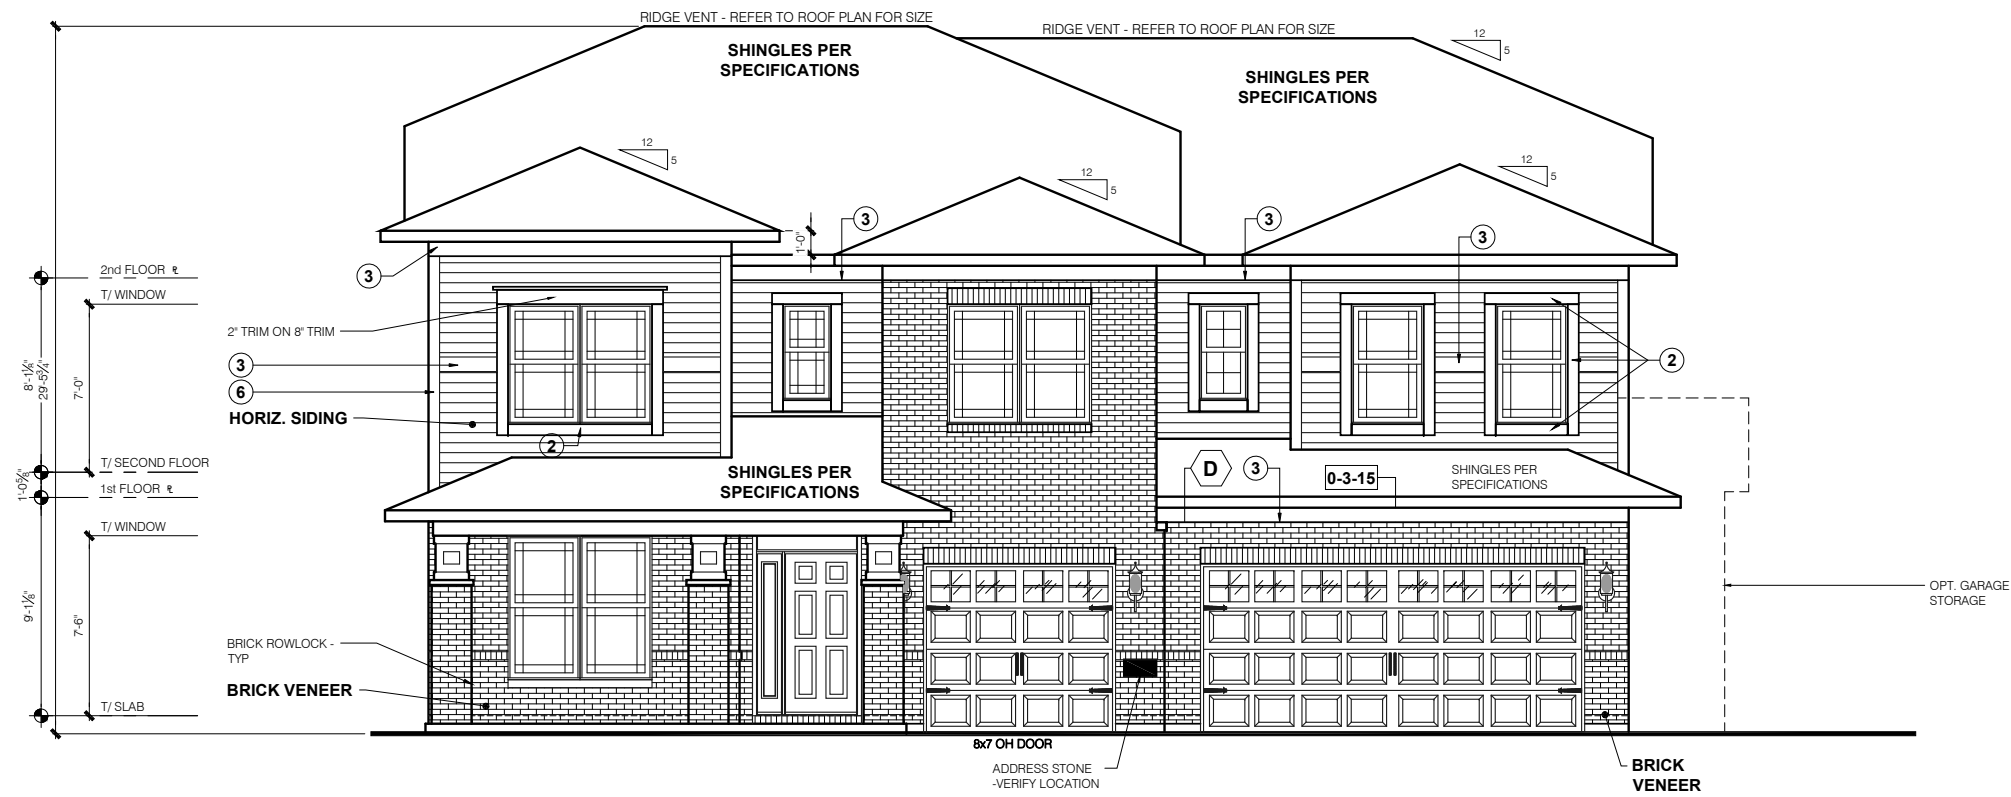 RIDGE VENT - REFER TO ROOF PLAN FOR SIZE
RIDGE VENT - REFER TO ROOF PLAN FOR SIZE
SHINGLES PER
SPECIFICATIONS
SHINGLES PER
SPECIFICATIONS
12
5
12
5
12
5
12
5
1'-0"
3
3
3
3
2nd FLOOR ⅊
T/ WINDOW
2" TRIM ON 8" TRIM
3
6
HORIZ. SIDING
2
2
8'-1⅛"
29'-5¾"
7'-0"
T/ SECOND FLOOR
1st FLOOR ⅊
1'-0⅝"
SHINGLES PER
SPECIFICATIONS
D
3
0-3-15
SHINGLES PER
SPECIFICATIONS
T/ WINDOW
9'-1⅛"
7'-6"
BRICK ROWLOCK -
TYP
BRICK VENEER
T/ SLAB
OPT. GARAGE
STORAGE
8x7 OH DOOR
ADDRESS STONE
-VERIFY LOCATION
BRICK
VENEER